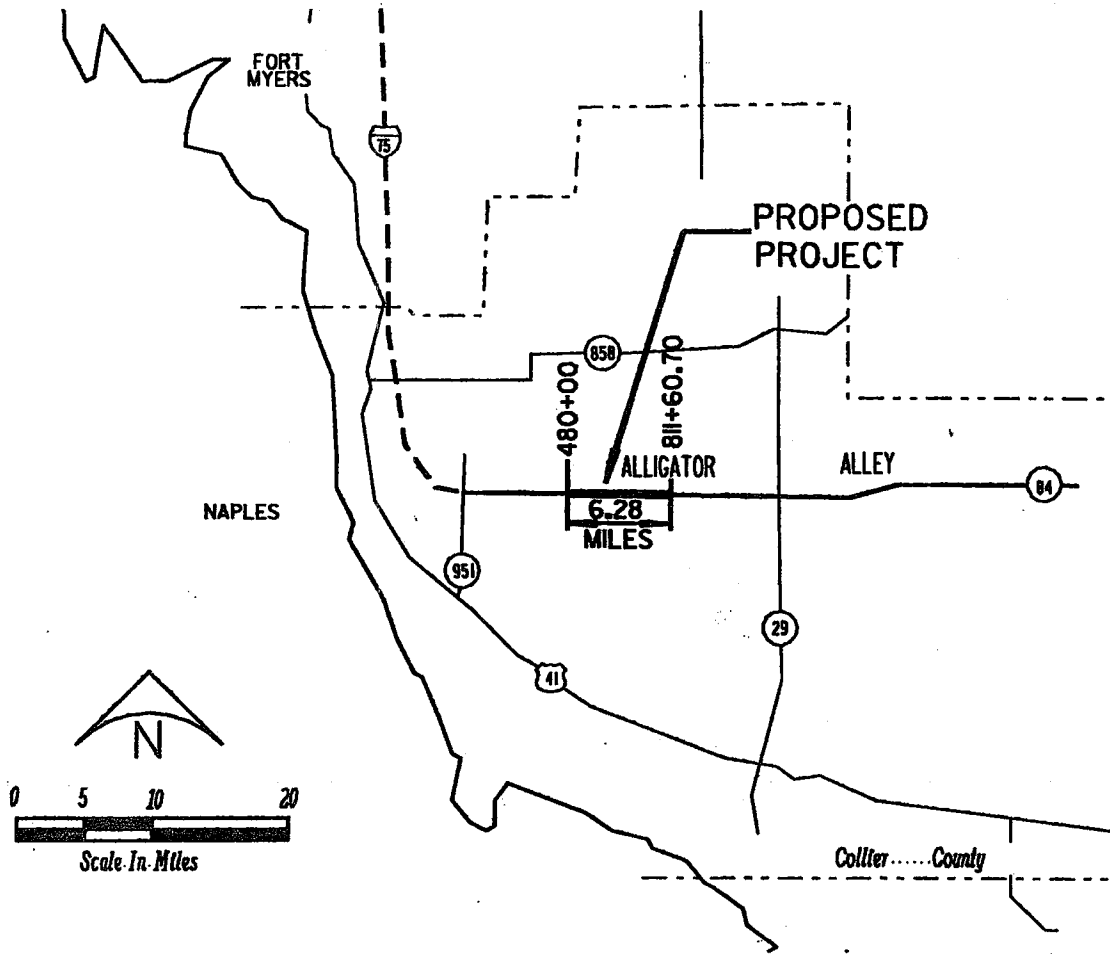 FORT
MYERS
75
PROPOSED
PROJECT
858
480+00
811+60.70
ALLIGATOR
ALLEY
84
6.28
MILES
NAPLES
951
29
41
N
0 5 10 20
Scale-In-Miles
Collier......County